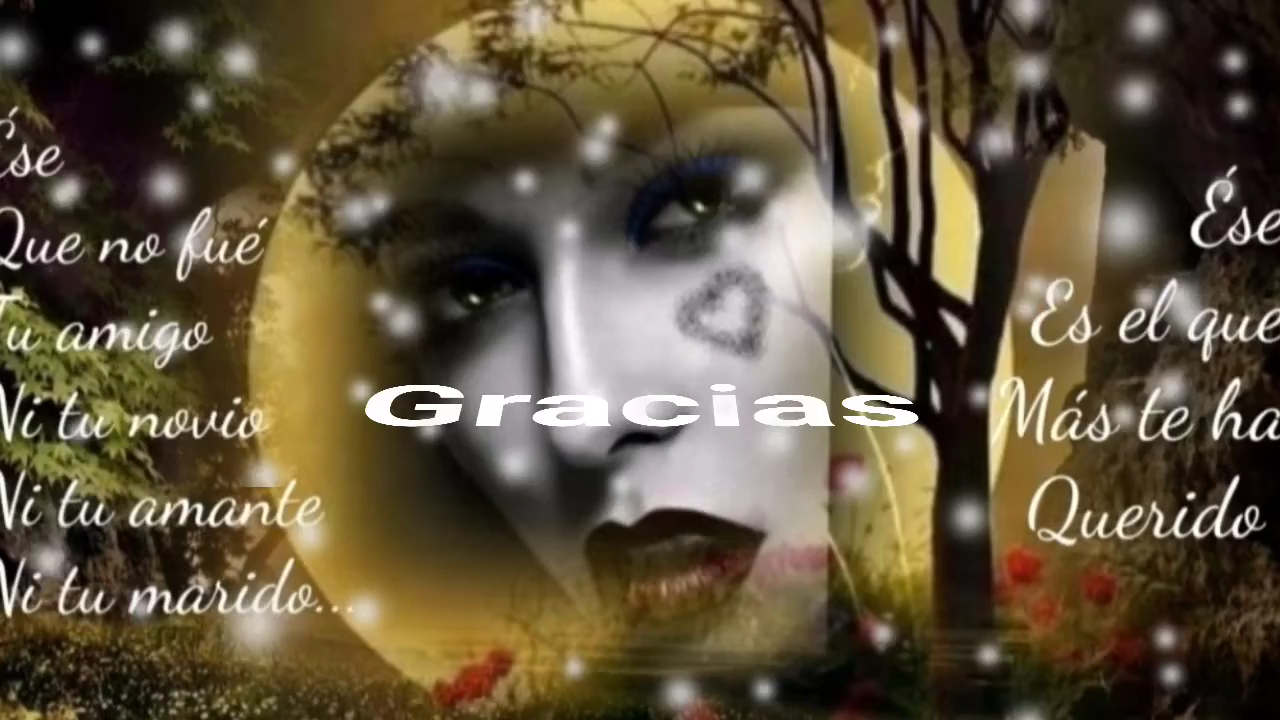 Ése
Que no fué
Tu amigo
Ni tu novio
Ni tu amante
Ni tu marido...
Gracias
Ése
Es el que
Más te ha
Querido